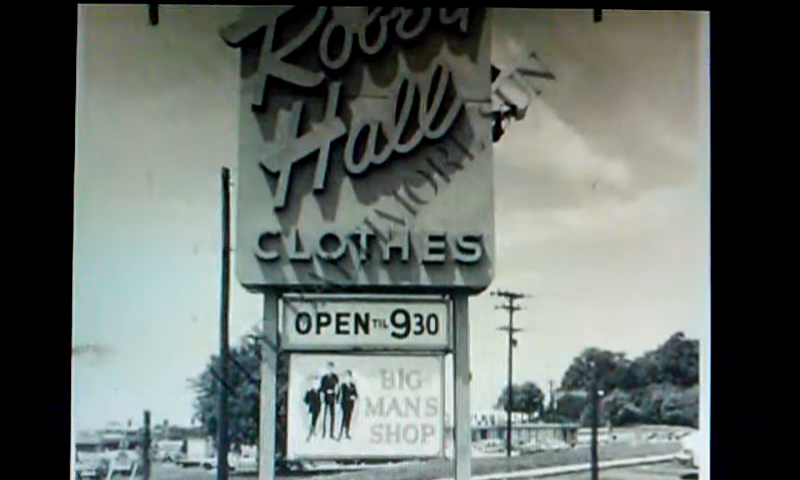 Robert
Hall
CLOTHES
OPEN TIL 9 30
BIG
MAN'S
SHOP